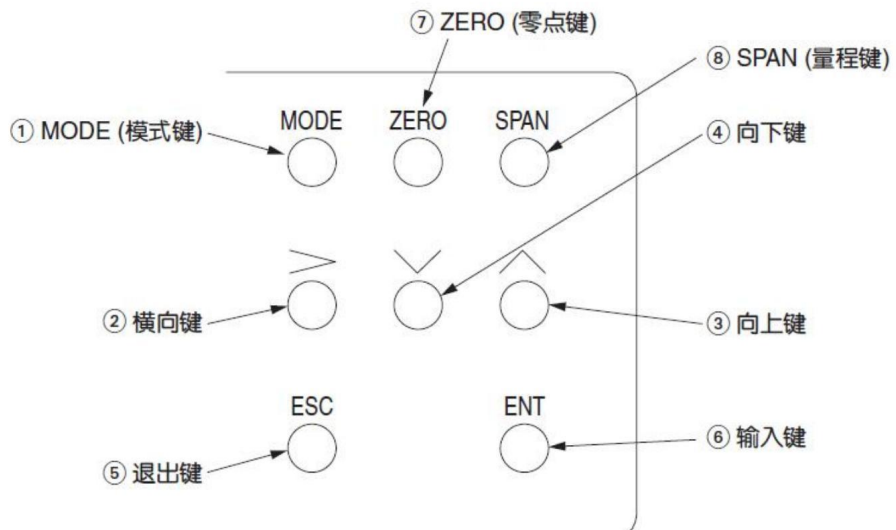 ⑦ ZERO (零点键)
⑧ SPAN (量程键)
① MODE (模式键)
MODE ZERO SPAN
④ 向下键
② 横向键
③ 向上键
ESC ENT
⑥ 输入键
⑤ 退出键